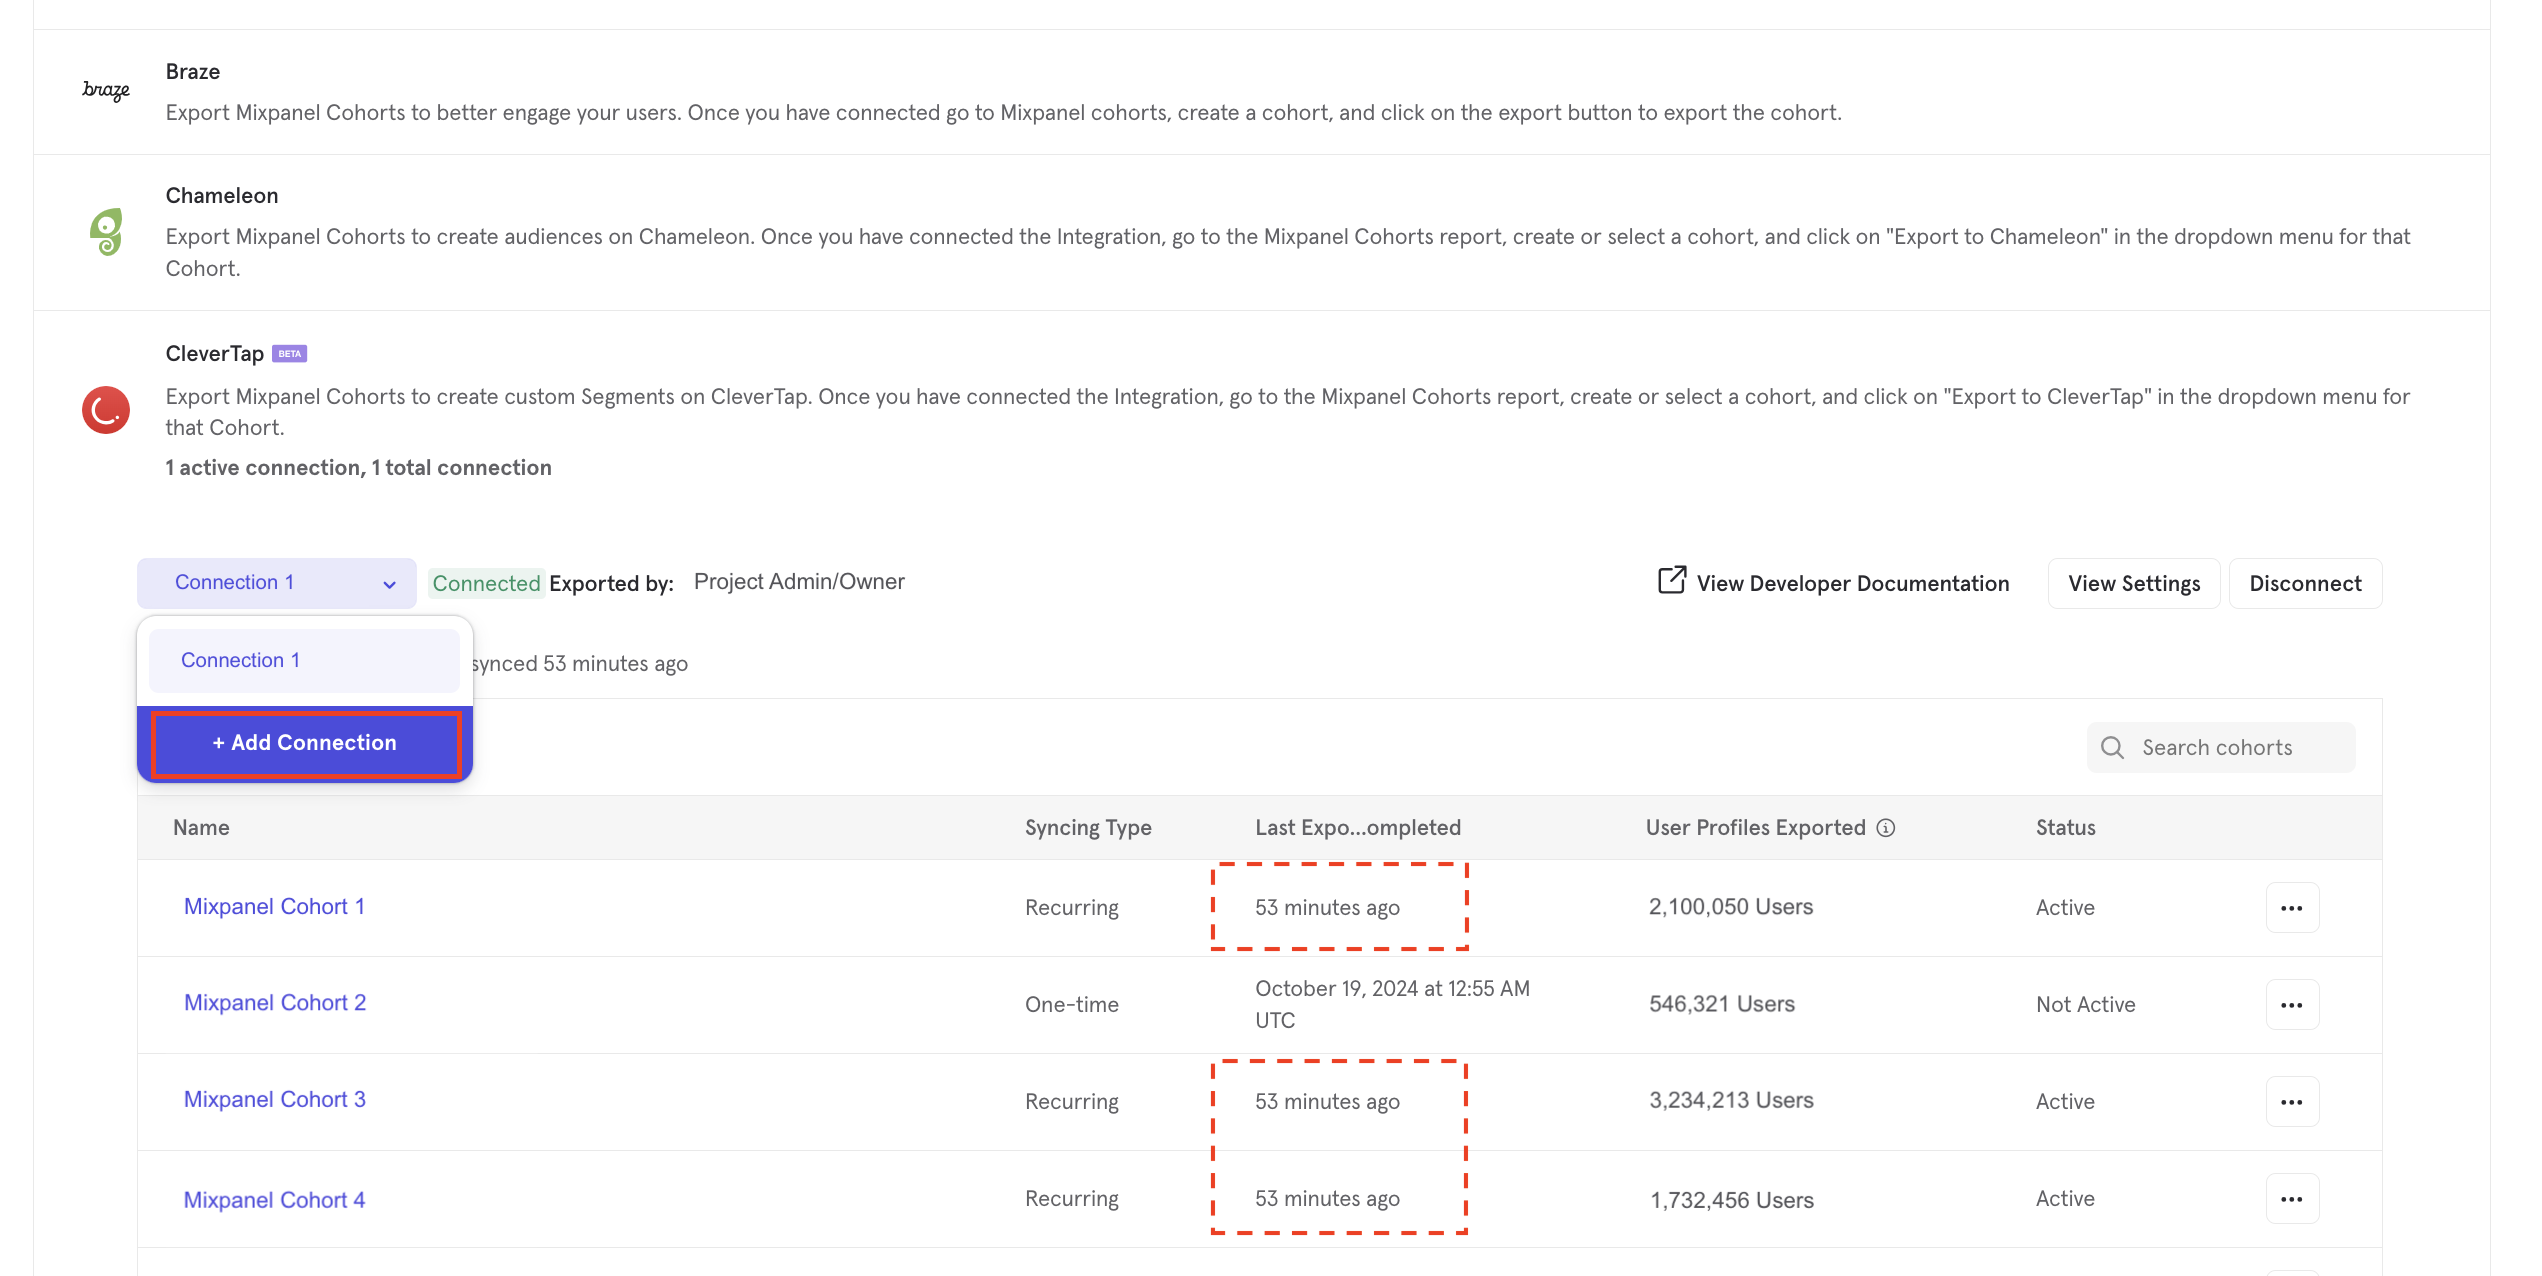 braze
Braze
Export Mixpanel Cohorts to better engage your users. Once you have connected go to Mixpanel cohorts, create a cohort, and click on the export button to export the cohort.
Chameleon
Export Mixpanel Cohorts to create audiences on Chameleon. Once you have connected the Integration, go to the Mixpanel Cohorts report, create or select a cohort, and click on "Export to Chameleon" in the dropdown menu for that
Cohort.
CleverTap BETA
Export Mixpanel Cohorts to create custom Segments on CleverTap. Once you have connected the Integration, go to the Mixpanel Cohorts report, create or select a cohort, and click on "Export to CleverTap" in the dropdown menu for
that Cohort.
1 active connection, 1 total connection
Connection 1 Connected Exported by: Project Admin/Owner View Developer Documentation View Settings Disconnect
Connection 1
synced 53 minutes ago
+ Add Connection
Search cohorts
Name Syncing Type Last Expo...ompleted User Profiles Exported Status
Mixpanel Cohort 1 Recurring 53 minutes ago 2,100,050 Users Active
Mixpanel Cohort 2 One-time October 19, 2024 at 12:55 AM 546,321 Users Not Active
UTC
Mixpanel Cohort 3 Recurring 53 minutes ago 3,234,213 Users Active
Mixpanel Cohort 4 Recurring 53 minutes ago 1,732,456 Users Active